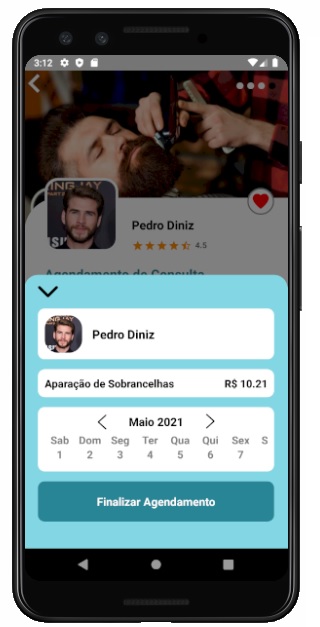 3:12
Pedro Diniz
4.5
Agendamento de Consulta
Pedro Diniz
Aparação de Sobrancelhas R$ 10.21
Maio 2021
Sab Dom Seg Ter Qua Qui Sex S
1 2 3 4 5 6 7
Finalizar Agendamento